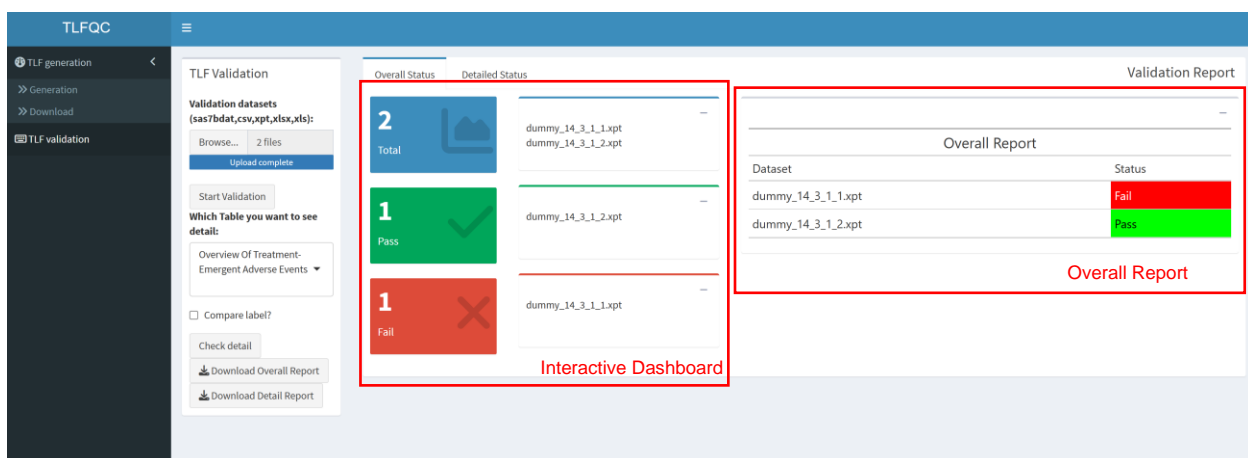 TLFQC
TLF generation
Generation
Download
TLF validation
TLF Validation
Validation datasets
(sas7bdat,csv,xpt,xlsx,xls):
Browse... 2 files
Upload complete
Start Validation
Which Table you want to see
detail:
Overview Of Treatment-
Emergent Adverse Events
Compare label?
Check detail
Download Overall Report
Download Detail Report
Overall Status Detailed Status
Validation Report
2
Total
dummy_14_3_1_1.xpt
dummy_14_3_1_2.xpt
1
Pass
dummy_14_3_1_2.xpt
1
Fail
dummy_14_3_1_1.xpt
Interactive Dashboard
Overall Report
Dataset Status
dummy_14_3_1_1.xpt Fail
dummy_14_3_1_2.xpt Pass
Overall Report